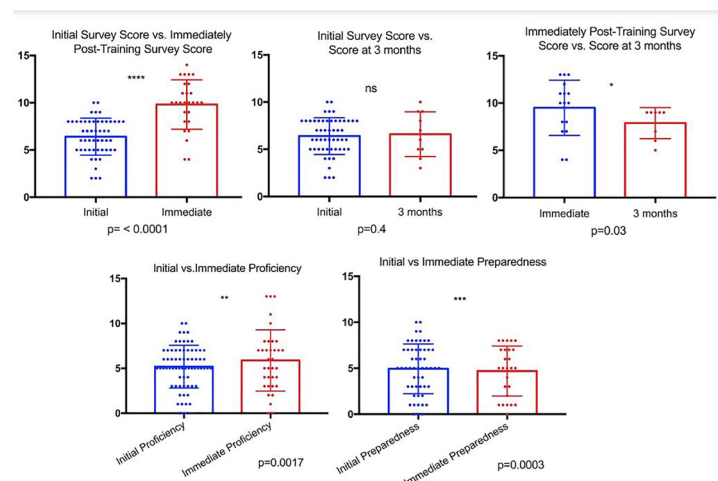 Initial Survey Score vs. Immediately
Post-Training Survey Score
15
10
5
0
****
Initial
Immediate
p= < 0.0001
Initial Survey Score vs.
Score at 3 months
15
10
5
0
ns
Initial
3 months
p=0.4
Immediately Post-Training Survey
Score vs. Score at 3 months
15
10
5
0
*
Immediate
3 months
p=0.03
Initial vs.Immediate Proficiency
15
10
5
0
**
Initial Proficiency
Immediate Proficiency
p=0.0017
Initial vs Immediate Preparedness
15
10
5
0
***
Initial Preparedness
Immediate Preparedness
p=0.0003